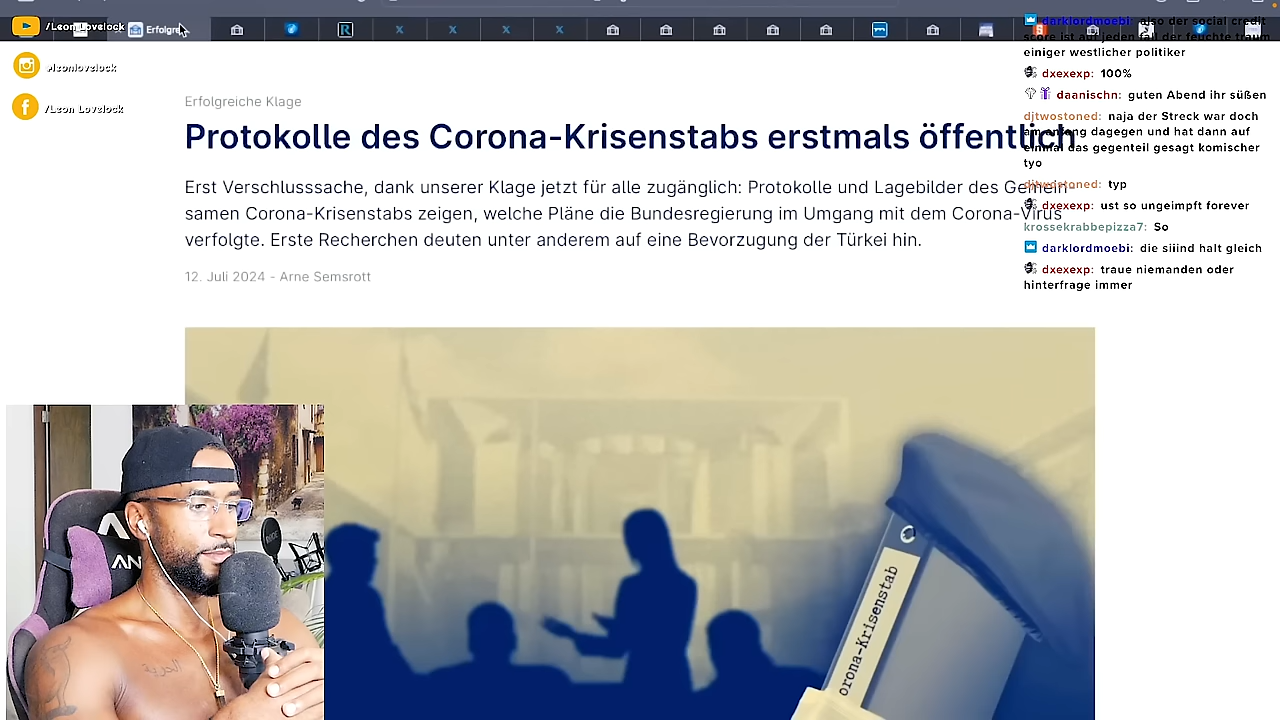 /Leon Lovelock
Erfolgre
/leonlovelock
/Leon Lovelock
Erfolgreiche Klage
Protokolle des Corona-Krisenstabs erstmals öffentlich
Erst Verschlusssache, dank unserer Klage jetzt für alle zugänglich: Protokolle und Lagebilder des Gemein
samen Corona-Krisenstabs zeigen, welche Pläne die Bundesregierung im Umgang mit dem Corona-Virus
verfolgte. Erste Recherchen deuten unter anderem auf eine Bevorzugung der Türkei hin.
12. Juli 2024 - Arne Semsrott
orona-Krisenstab
AN
darklordmoebi: also der social credit
score ist auf jeden fall der feuchte traum
einiger westlicher politiker
dxexexp: 100%
daanischn: guten Abend ihr süßen
djtwostoned: naja der Streck war doch
am anfang dagegen und hat dann auf
einmal das gegenteil gesagt komischer
tyo
djtwostoned: typ
dxexexp: ust so ungeimpft forever
krossekrabbepizza7: So
darklordmoebi: die siiind halt gleich
dxexexp: traue niemanden oder
hinterfrage immer